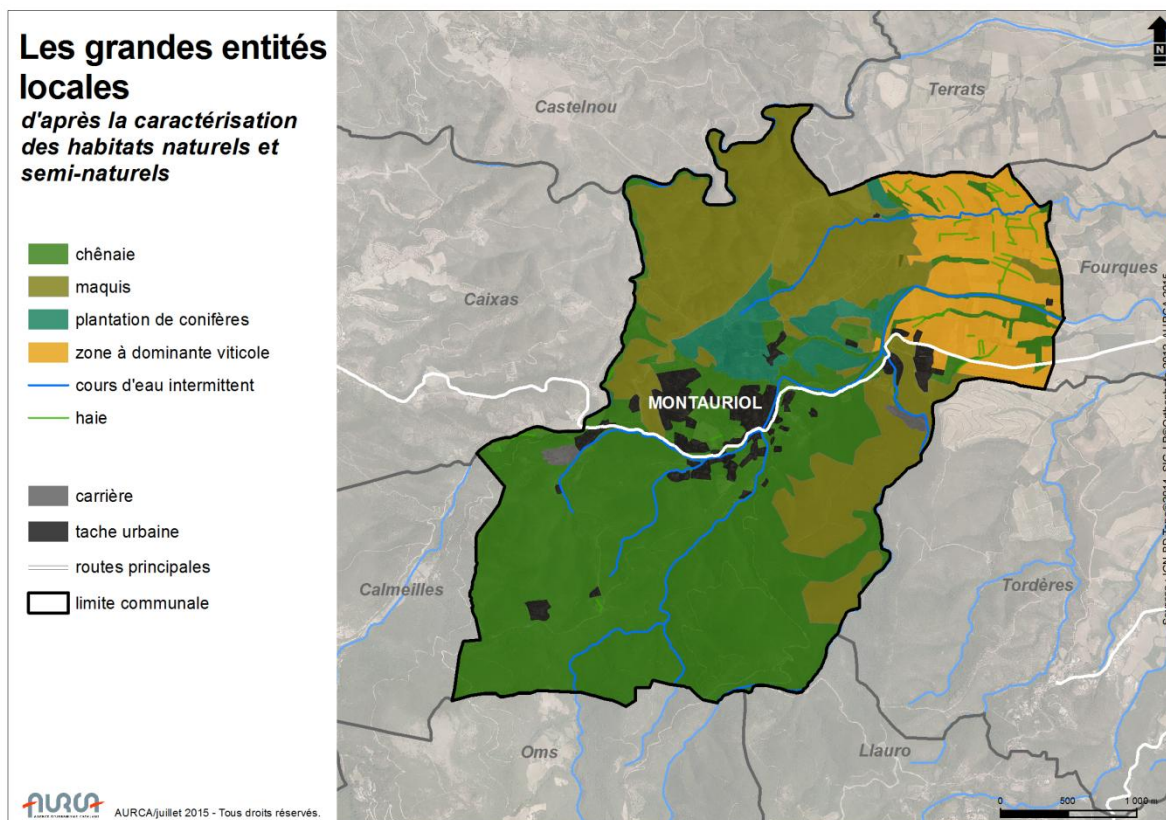 Les grandes entités
locales
d'après la caractérisation
des habitats naturels et
semi-naturels
chênaie
maquis
plantation de conifères
zone à dominante viticole
cours d'eau intermittent
haie
carrière
tache urbaine
routes principales
limite communale
AURCA
AURCA/juillet 2015 - Tous droits réservés.
N
Castelnou
Terrats
Caixas
Fourques
MONTAURIOL
Calmeilles
Tordères
Oms
Llauro
0 500 1 000 m